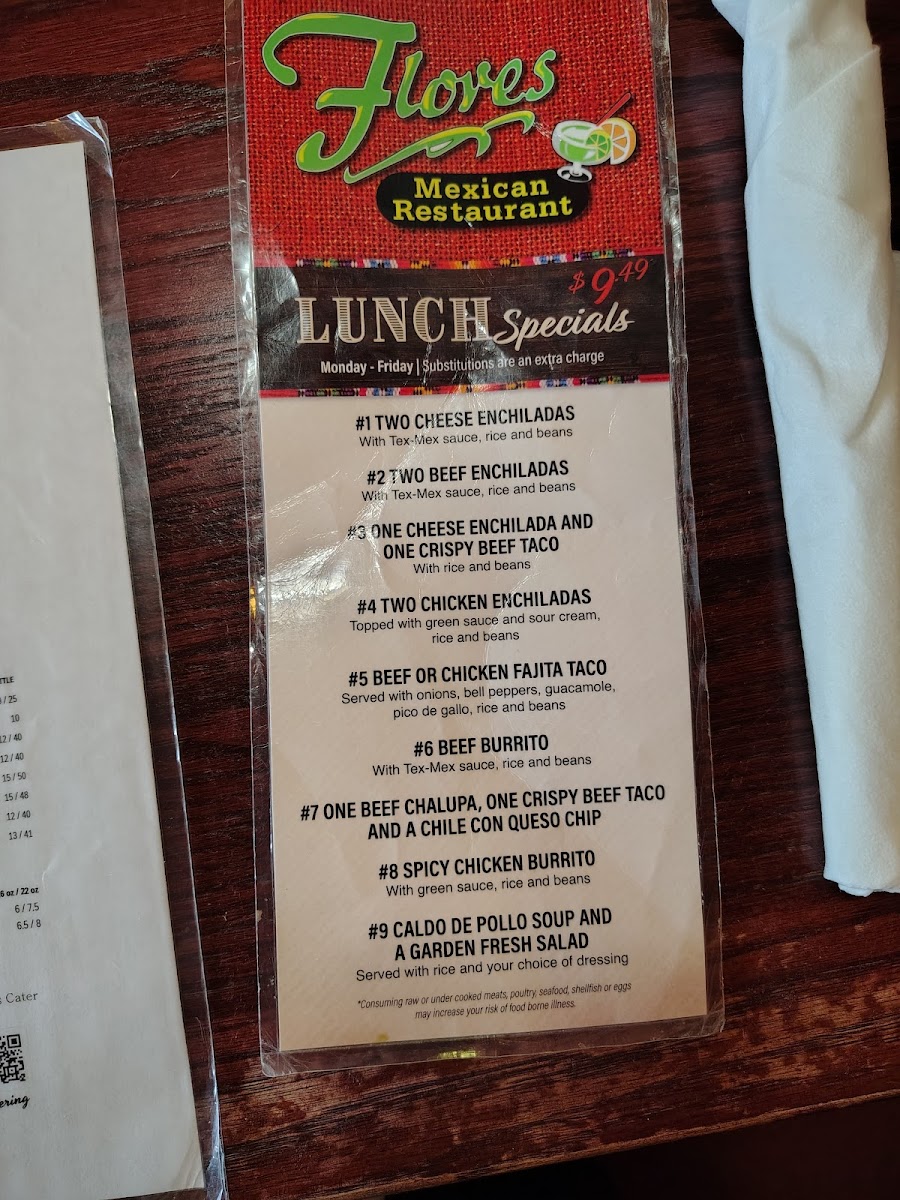 Flores
Mexican
Restaurant
$9.49
LUNCH Specials
Monday - Friday | Substitutions are an extra charge
#1 TWO CHEESE ENCHILADAS
With Tex-Mex sauce, rice and beans
#2 TWO BEEF ENCHILADAS
With Tex-Mex sauce, rice and beans
#3 ONE CHEESE ENCHILADA AND
ONE CRISPY BEEF TACO
With rice and beans
#4 TWO CHICKEN ENCHILADAS
Topped with green sauce and sour cream,
rice and beans
#5 BEEF OR CHICKEN FAJITA TACO
Served with onions, bell peppers, guacamole,
pico de gallo, rice and beans
#6 BEEF BURRITO
With Tex-Mex sauce, rice and beans
#7 ONE BEEF CHALUPA, ONE CRISPY BEEF TACO
AND A CHILE CON QUESO CHIP
#8 SPICY CHICKEN BURRITO
With green sauce, rice and beans
#9 CALDO DE POLLO SOUP AND
A GARDEN FRESH SALAD
Served with rice and your choice of dressing
*Consuming raw or under cooked meats, poultry, seafood, shellfish or eggs
may increase your risk of food borne illness.
/ 25
10
12 / 40
12 / 40
15 / 50
15 / 48
12 / 40
13 / 41
6 oz / 22 oz
6 / 7.5
6.5 / 8
Cater